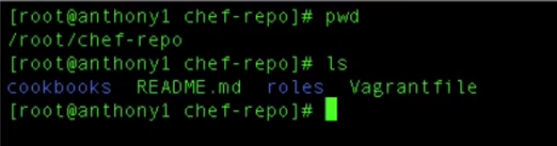 [root@anthony1 chef-repo]# pwd
/root/chef-repo
[root@anthony1 chef-repo]# ls
cookbooks README.md roles Vagrantfile
[root@anthony1 chef-repo]#